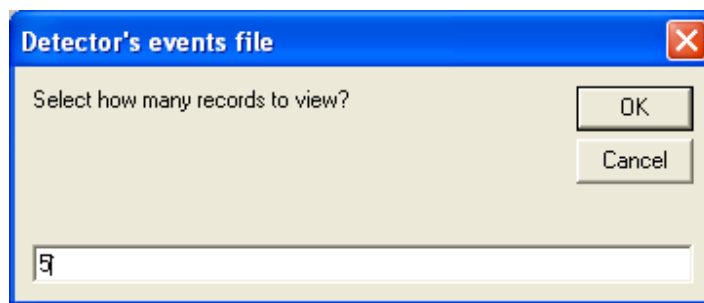 Detector's events file
Select how many records to view?
OK
Cancel
5